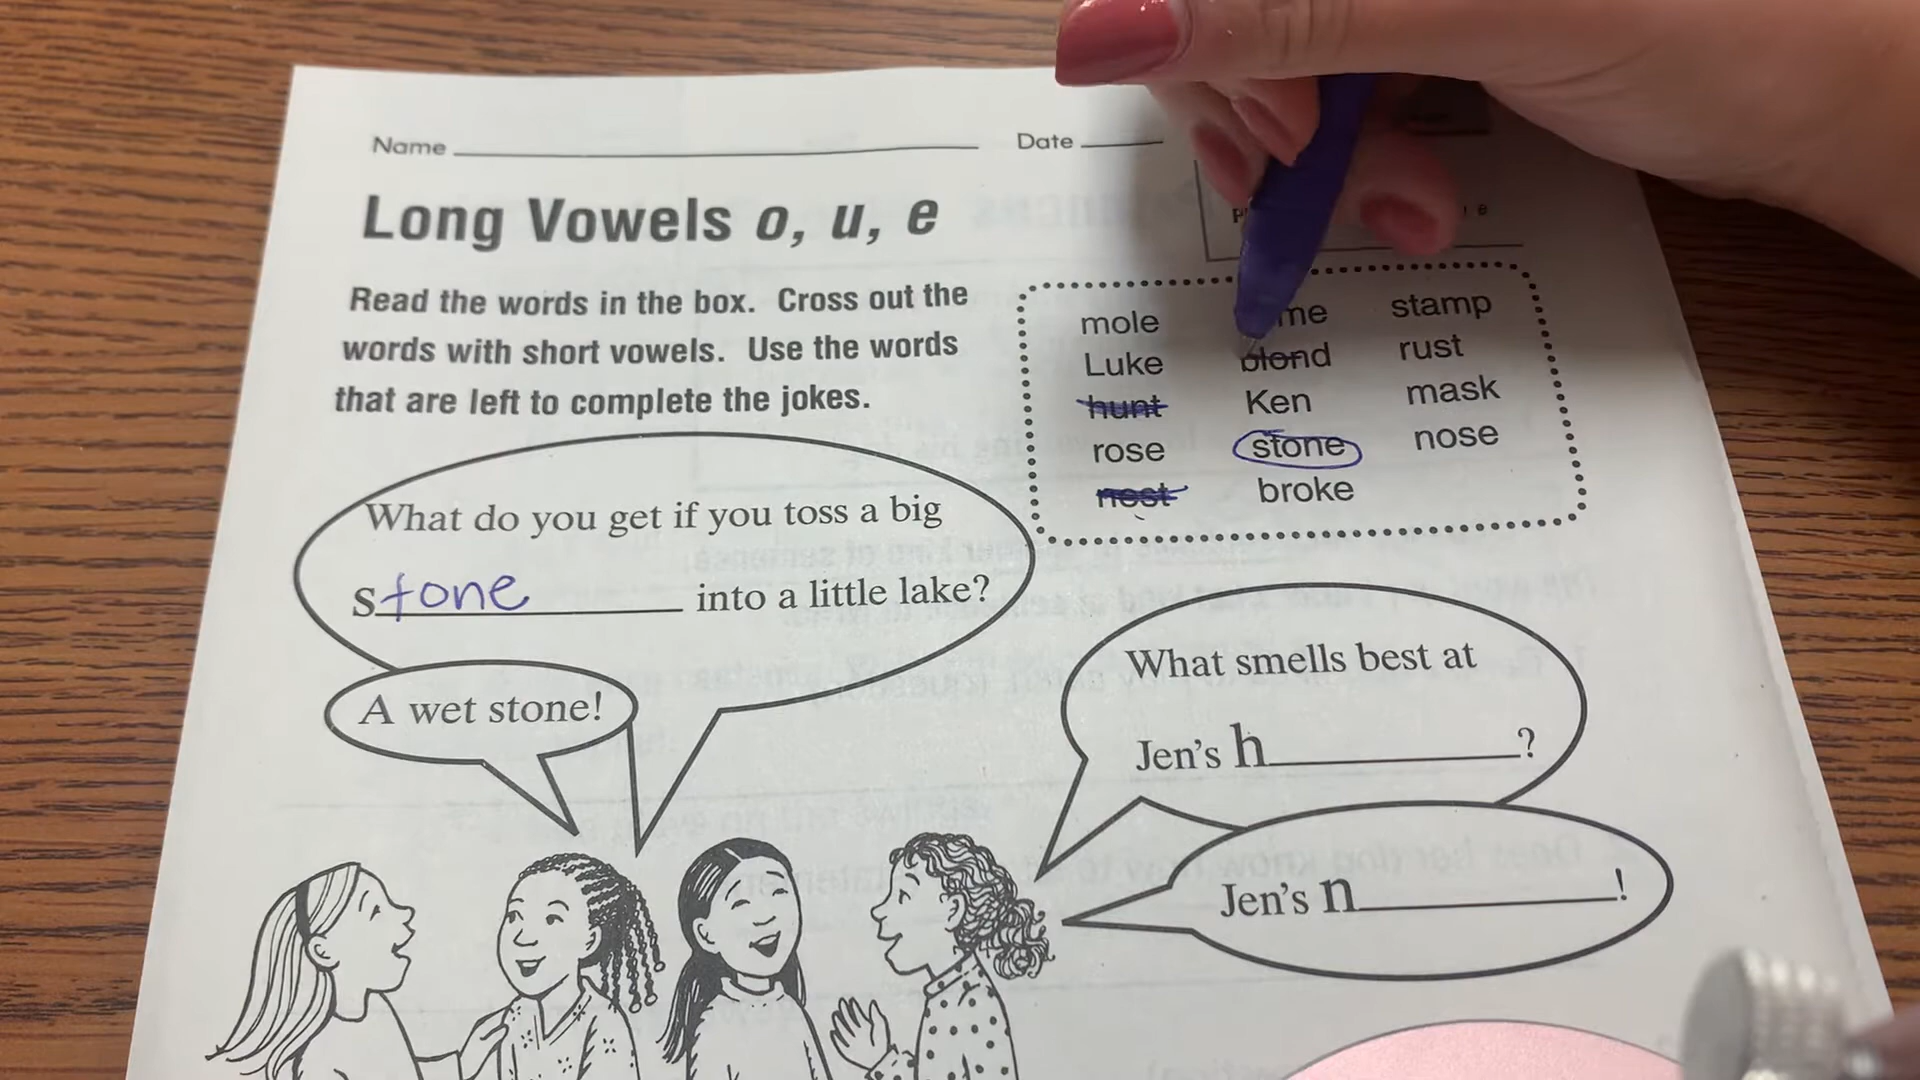 Name
Date
Long Vowels o, u, e
Read the words in the box. Cross out the
words with short vowels. Use the words
that are left to complete the jokes.
mole me stamp
Luke blond rust
hunt Ken mask
rose stone nose
nest broke
What do you get if you toss a big
stone into a little lake?
A wet stone!
What smells best at
Jen's h?
Jen's n!